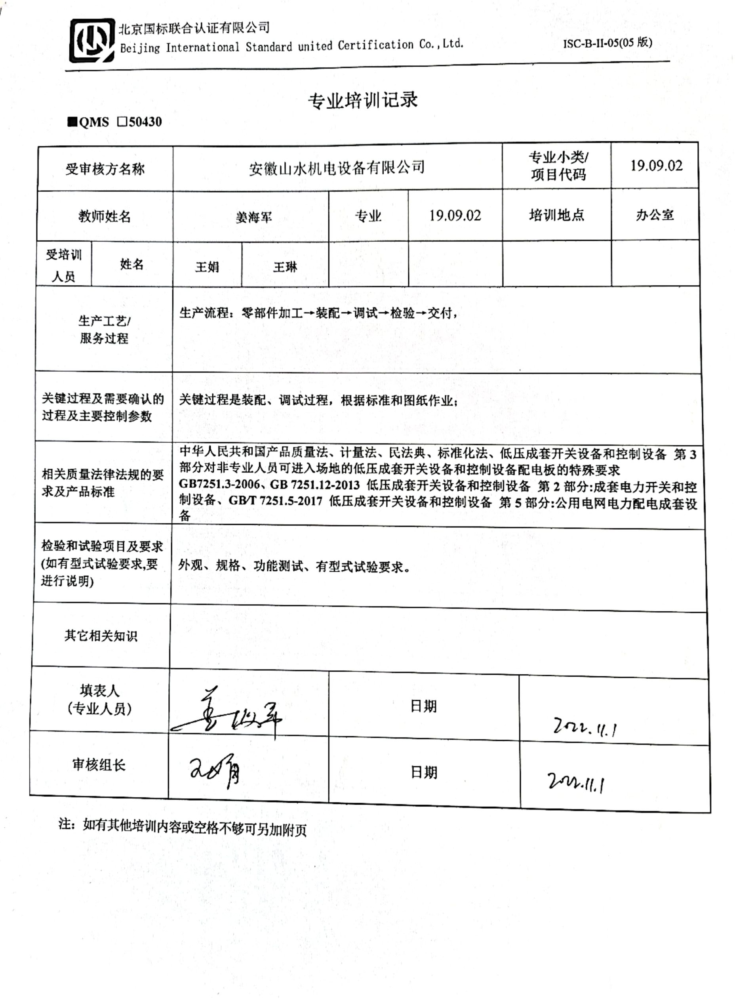 北京国标联合认证有限公司
Beijing International Standard united Certification Co.,Ltd.
ISC-B-II-05(05 版)
专业培训记录
■QMS □50430
受审核方名称
安徽山水机电设备有限公司
专业小类/
项目代码
19.09.02
教师姓名
姜海军
专业
19.09.02
培训地点
办公室
受培训
人员
姓名
王娟
王琳
生产工艺/
服务过程
生产流程：零部件加工→装配→调试→检验→交付，
关键过程及需要确认的
过程及主要控制参数
关键过程是装配、调试过程，根据标准和图纸作业；
相关质量法律法规的要
求及产品标准
中华人民共和国产品质量法、计量法、民法典、标准化法、低压成套开关设备和控制设备 第 3
部分对非专业人员可进入场地的低压成套开关设备和控制设备配电板的特殊要求
GB7251.3-2006、GB 7251.12-2013 低压成套开关设备和控制设备 第 2 部分:成套电力开关和控
制设备、GB/T 7251.5-2017 低压成套开关设备和控制设备 第 5 部分:公用电网电力配电成套设
备
检验和试验项目及要求
(如有型式试验要求,要
进行说明)
外观、规格、功能测试、有型式试验要求。
其它相关知识
填表人
（专业人员）
姜海军
日期
2022.11.1
审核组长
王娟
日期
2022.11.1
注：如有其他培训内容或空格不够可另加附页